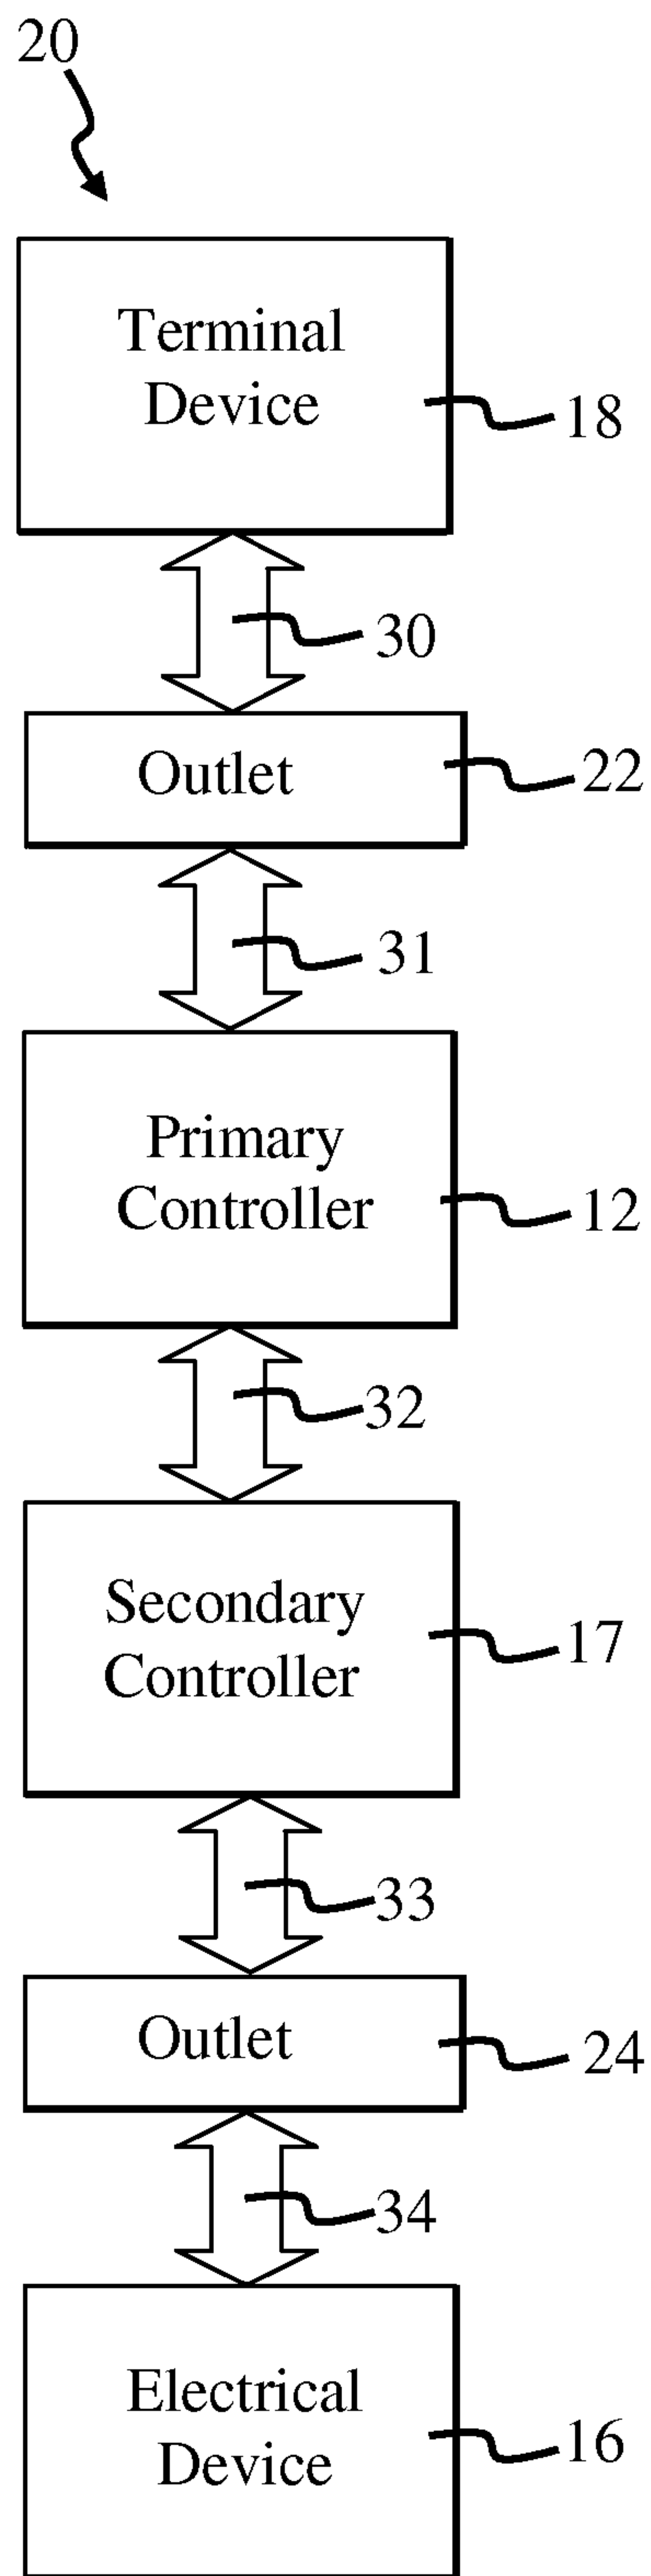 20
Terminal
Device
18
30
Outlet
22
31
Primary
Controller
12
32
Secondary
Controller
17
33
Outlet
24
34
Electrical
Device
16